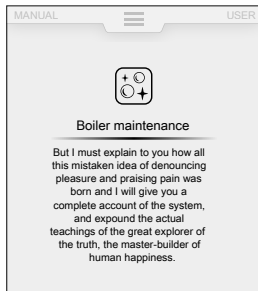 MANUAL USER
Boiler maintenance
But I must explain to you how all
this mistaken idea of denouncing
pleasure and praising pain was
born and I will give you a
complete account of the system,
and expound the actual
teachings of the great explorer of
the truth, the master-builder of
human happiness.